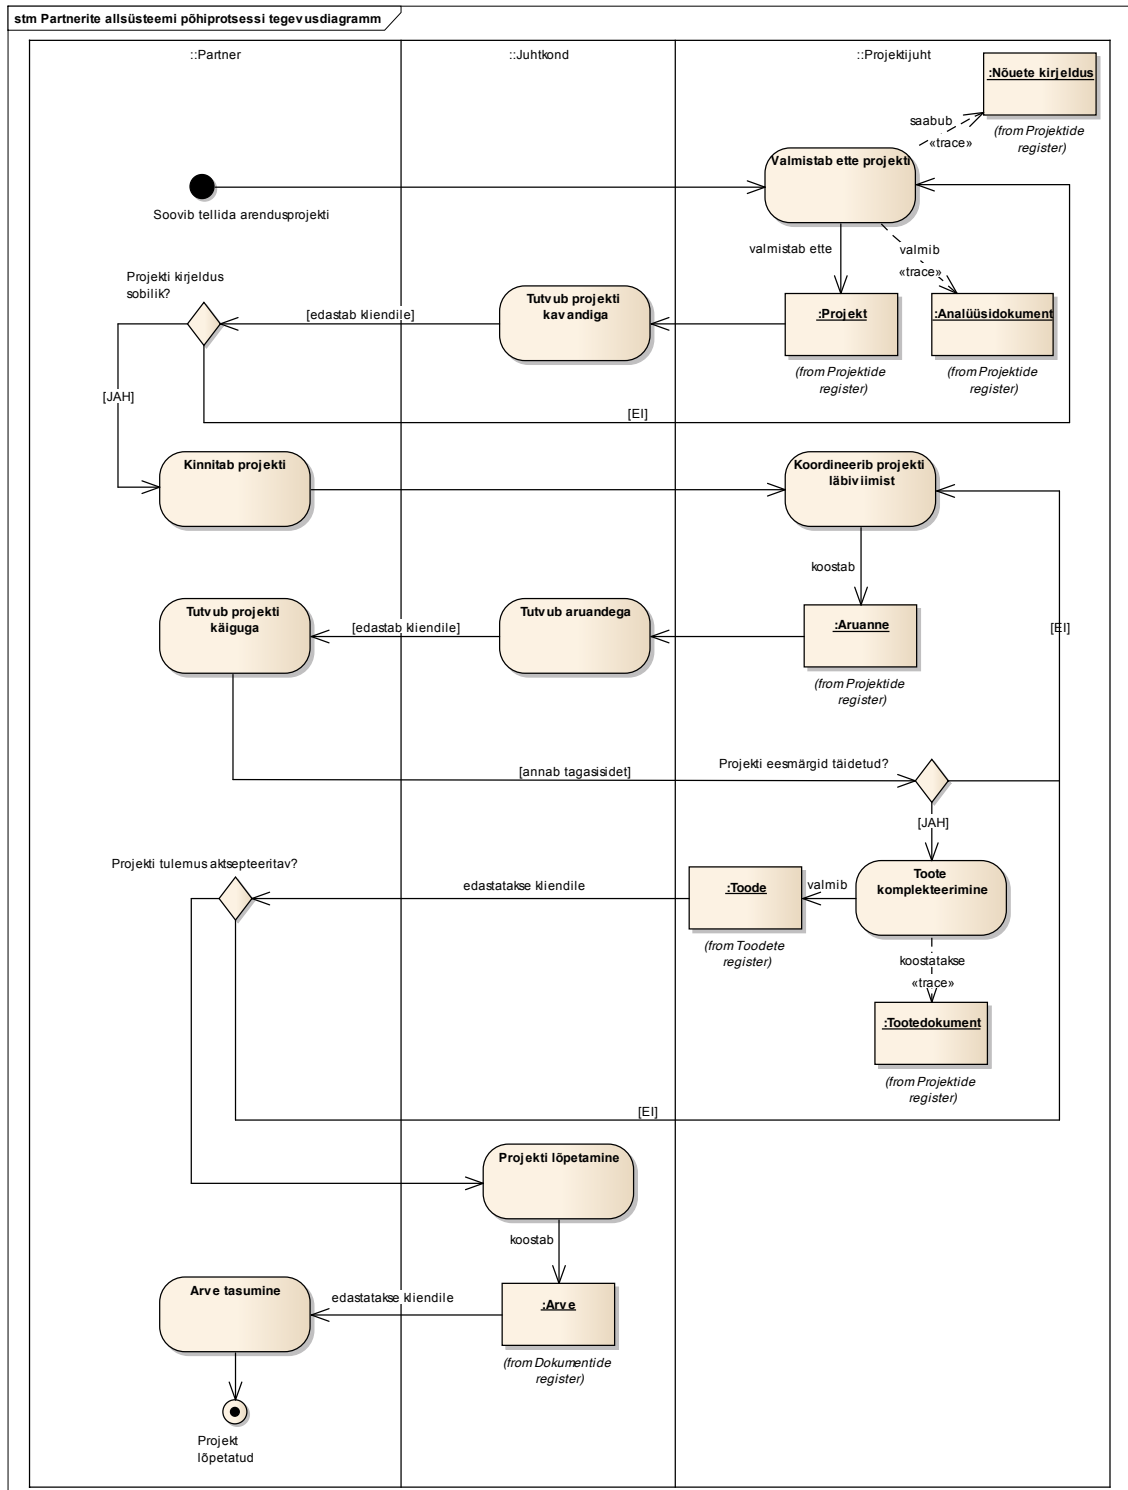 stm Partnerite allsüsteemi põhiprotsessi tegevusdiagramm
::Partner
::Juhtkond
::Projektijuht
:Nõuete kirjeldus
(from Projektide
register)
saabub
«trace»
Valmistab ette projekti
Soovib tellida arendusprojekti
valmistab ette
valmib
«trace»
Projekti kirjeldus
sobilik?
[edastab kliendile]
Tutvub projekti
kavandiga
:Projekt
(from Projektide
register)
:Analüüsidokument
(from Projektide
register)
[JAH]
[EI]
Kinnitab projekti
Koordineerib projekti
läbiviimist
koostab
Tutvub projekti
käiguga
[edastab kliendile]
Tutvub aruandega
:Aruanne
(from Projektide
register)
[EI]
[annab tagasisidet]
Projekti eesmärgid täidetud?
[JAH]
Projekti tulemus aktsepteeritav?
edastatakse kliendile
:Toode
(from Toodete
register)
valmib
Toote
komplekteerimine
koostatakse
«trace»
:Tootedokument
(from Projektide
register)
[EI]
Projekti lõpetamine
koostab
Arve tasumine
edastatakse kliendile
:Arve
(from Dokumentide
register)
Projekt
lõpetatud